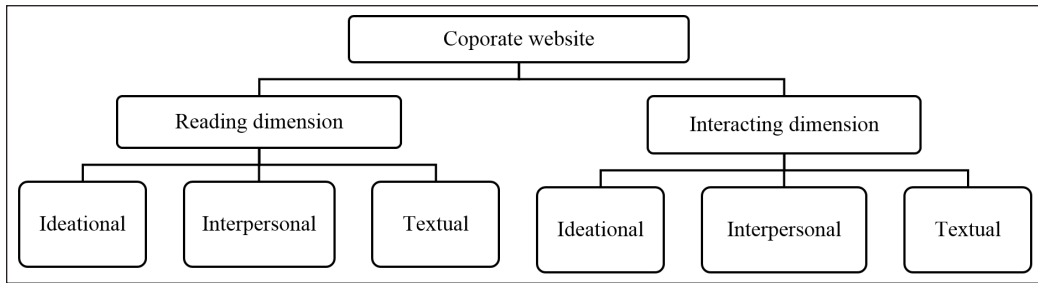 Coporate website
Reading dimension
Interacting dimension
Ideational
Interpersonal
Textual
Ideational
Interpersonal
Textual